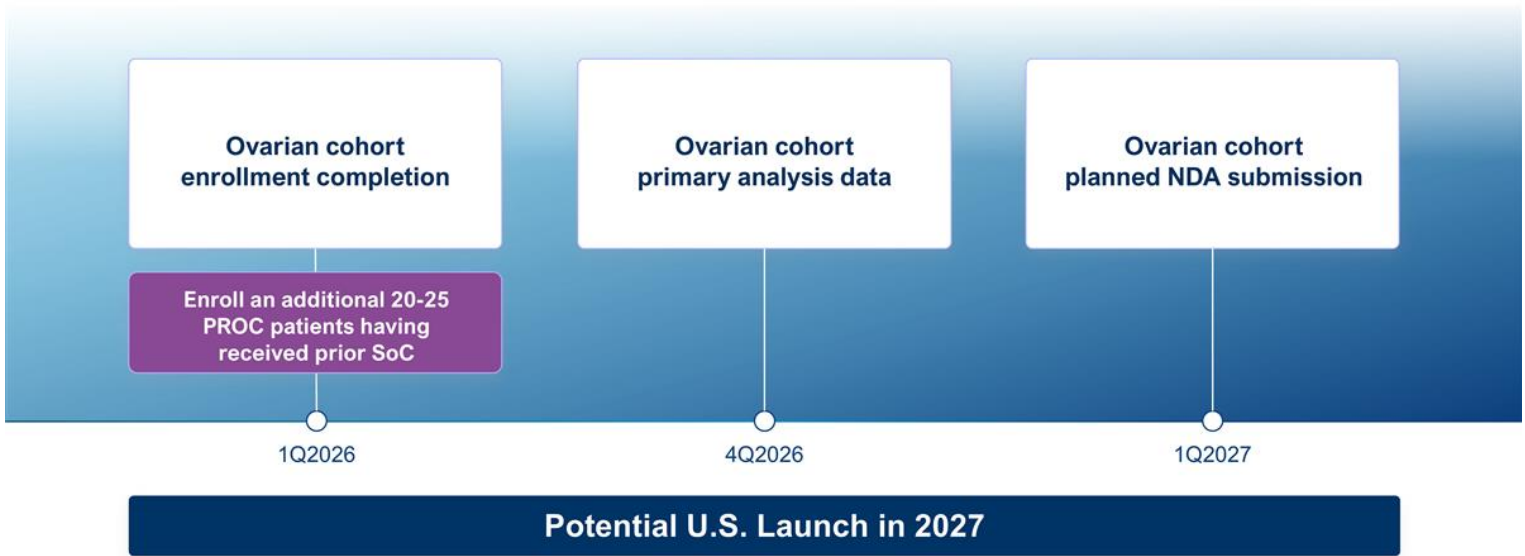 Ovarian cohort
enrollment completion
Enroll an additional 20-25
PROC patients having
received prior SoC
1Q2026
Ovarian cohort
primary analysis data
4Q2026
Ovarian cohort
planned NDA submission
1Q2027
Potential U.S. Launch in 2027